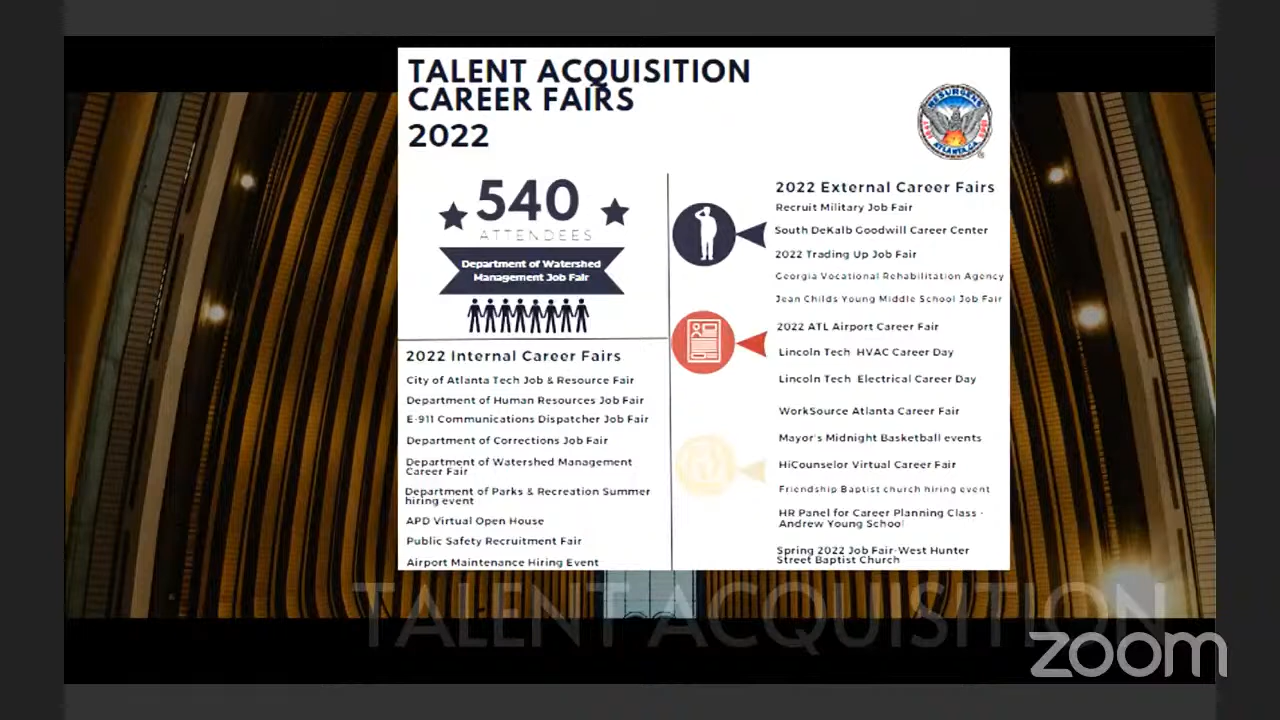 TALENT ACQUISITION
CAREER FAIRS
2022
RESURGENS
ATLANTA, GA.
540
ATTENDEES
Department of Watershed
Management Job Fair
2022 Internal Career Fairs
City of Atlanta Tech Job & Resource Fair
Department of Human Resources Job Fair
E-911 Communications Dispatcher Job Fair
Department of Corrections Job Fair
Department of Watershed Management
Career Fair
Department of Parks & Recreation Summer
hiring event
APD Virtual Open House
Public Safety Recruitment Fair
Airport Maintenance Hiring Event
2022 External Career Fairs
Recruit Military Job Fair
South DeKalb Goodwill Career Center
2022 Trading Up Job Fair
Georgia Vocational Rehabilitation Agency
Jean Childs Young Middle School Job Fair
2022 ATL Airport Career Fair
Lincoln Tech HVAC Career Day
Lincoln Tech Electrical Career Day
WorkSource Atlanta Career Fair
Mayor's Midnight Basketball events
HiCounselor Virtual Career Fair
Friendship Baptist church hiring event
HR Panel for Career Planning Class -
Andrew Young School
Spring 2022 Job Fair-West Hunter
Street Baptist Church
TALENT ACQUISITION
zoom